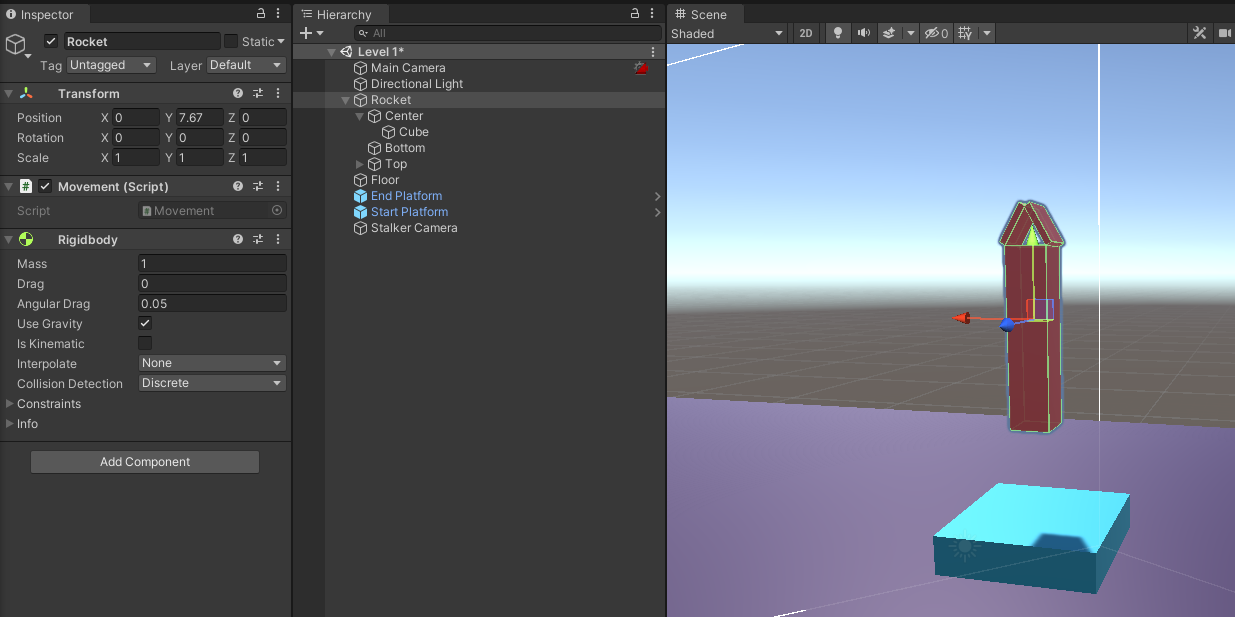 Inspector
Rocket
Static
Tag Untagged Layer Default
Transform
Position X 0 Y 7.67 Z 0
Rotation X 0 Y 0 Z 0
Scale X 1 Y 1 Z 1
# Movement (Script)
Script # Movement
Rigidbody
Mass 1
Drag 0
Angular Drag 0.05
Use Gravity
Is Kinematic
Interpolate None
Collision Detection Discrete
Constraints
Info
Add Component
Hierarchy
All
Level 1*
Main Camera
Directional Light
Rocket
Center
Cube
Bottom
Top
Floor
End Platform
Start Platform
Stalker Camera
Scene
Shaded 2D 0